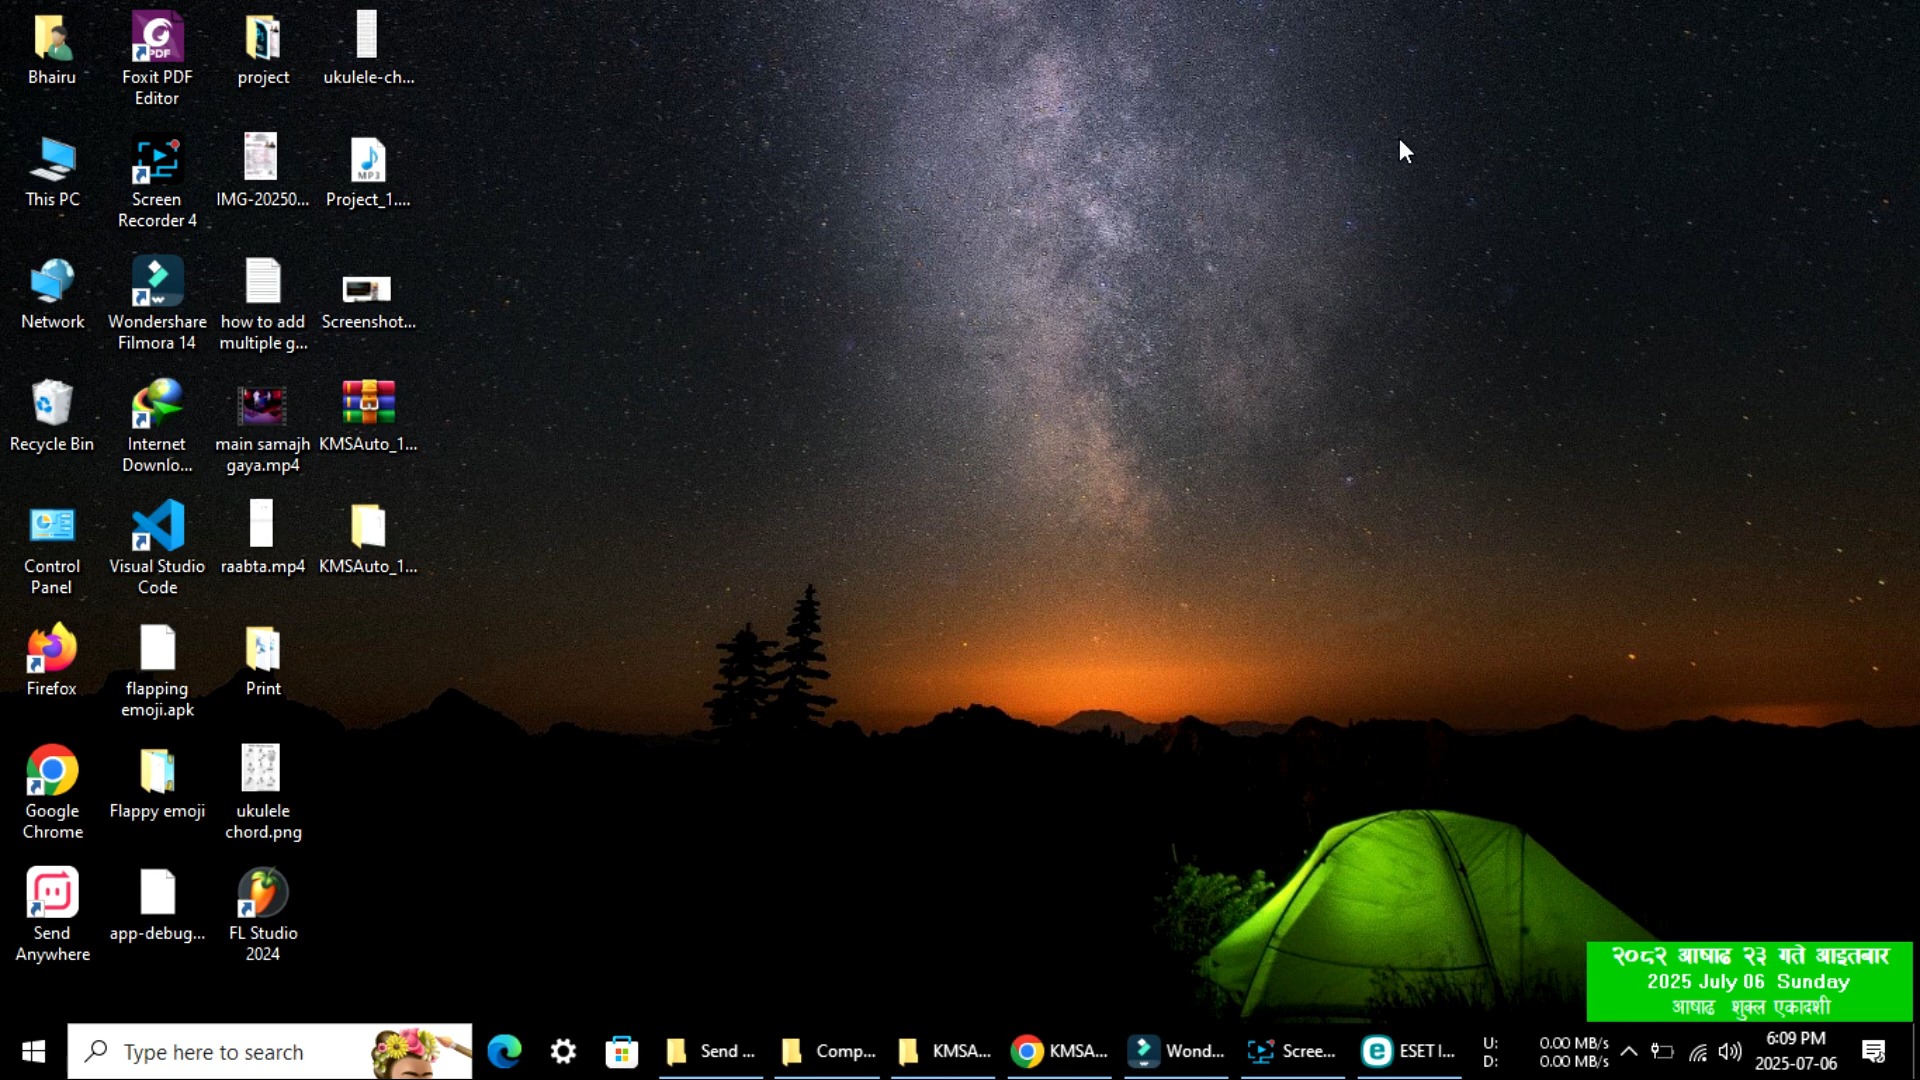 Bhairu
Foxit PDF
Editor
project
ukulele-ch...
This PC
Screen
Recorder 4
IMG-20250...
MP3
Project_1....
Network
Wondershare
Filmora 14
how to add
multiple g...
Screenshot...
Recycle Bin
Internet
Downlo...
main samajh
gaya.mp4
KMSAuto_1...
Control
Panel
Visual Studio
Code
raabta.mp4
KMSAuto_1...
Firefox
flapping
emoji.apk
Print
Google
Chrome
Flappy emoji
ukulele
chord.png
Send
Anywhere
app-debug...
FL Studio
2024
२०८२ आषाढ २३ गते आइतबार
2025 July 06 Sunday
आषाढ शुक्ल एकादशी
Type here to search
Send ...
Comp...
KMSA...
KMSA...
Wond...
Scree...
ESET I...
U: 0.00 MB/s
D: 0.00 MB/s
6:09 PM
2025-07-06